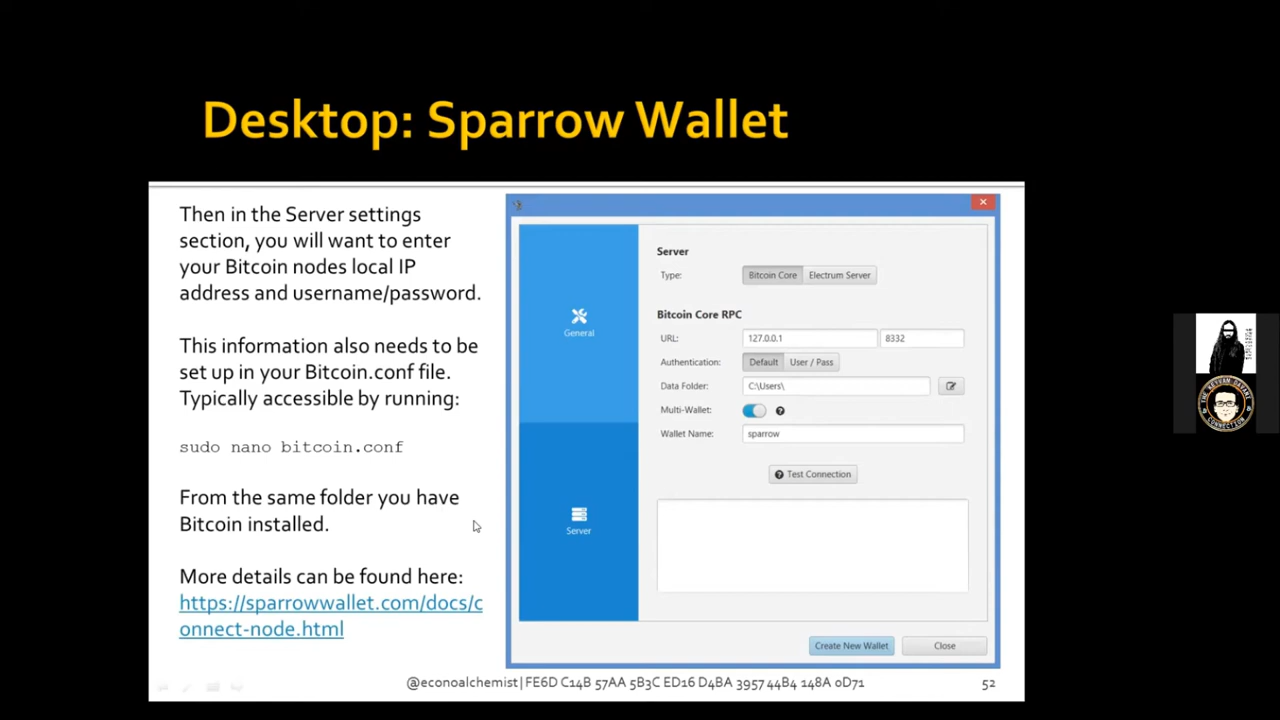 Desktop: Sparrow Wallet
Then in the Server settings
section, you will want to enter
your Bitcoin nodes local IP
address and username/password.
This information also needs to be
set up in your Bitcoin.conf file.
Typically accessible by running:
sudo nano bitcoin.conf
From the same folder you have
Bitcoin installed.
More details can be found here:
https://sparrowwallet.com/docs/c
onnect-node.html
General
Server
Server
Type: Bitcoin Core Electrum Server
Bitcoin Core RPC
URL: 127.0.0.1 8332
Authentication: Default User / Pass
Data Folder: C:\Users\
Multi-Wallet:
Wallet Name: sparrow
Test Connection
Create New Wallet Close
@econoalchemist| FE6D C14B 57AA 5B3C ED16 D4BA 3957 44B4 148A 0D71 52
THE KEYVAN DAVANI
CONNECTION